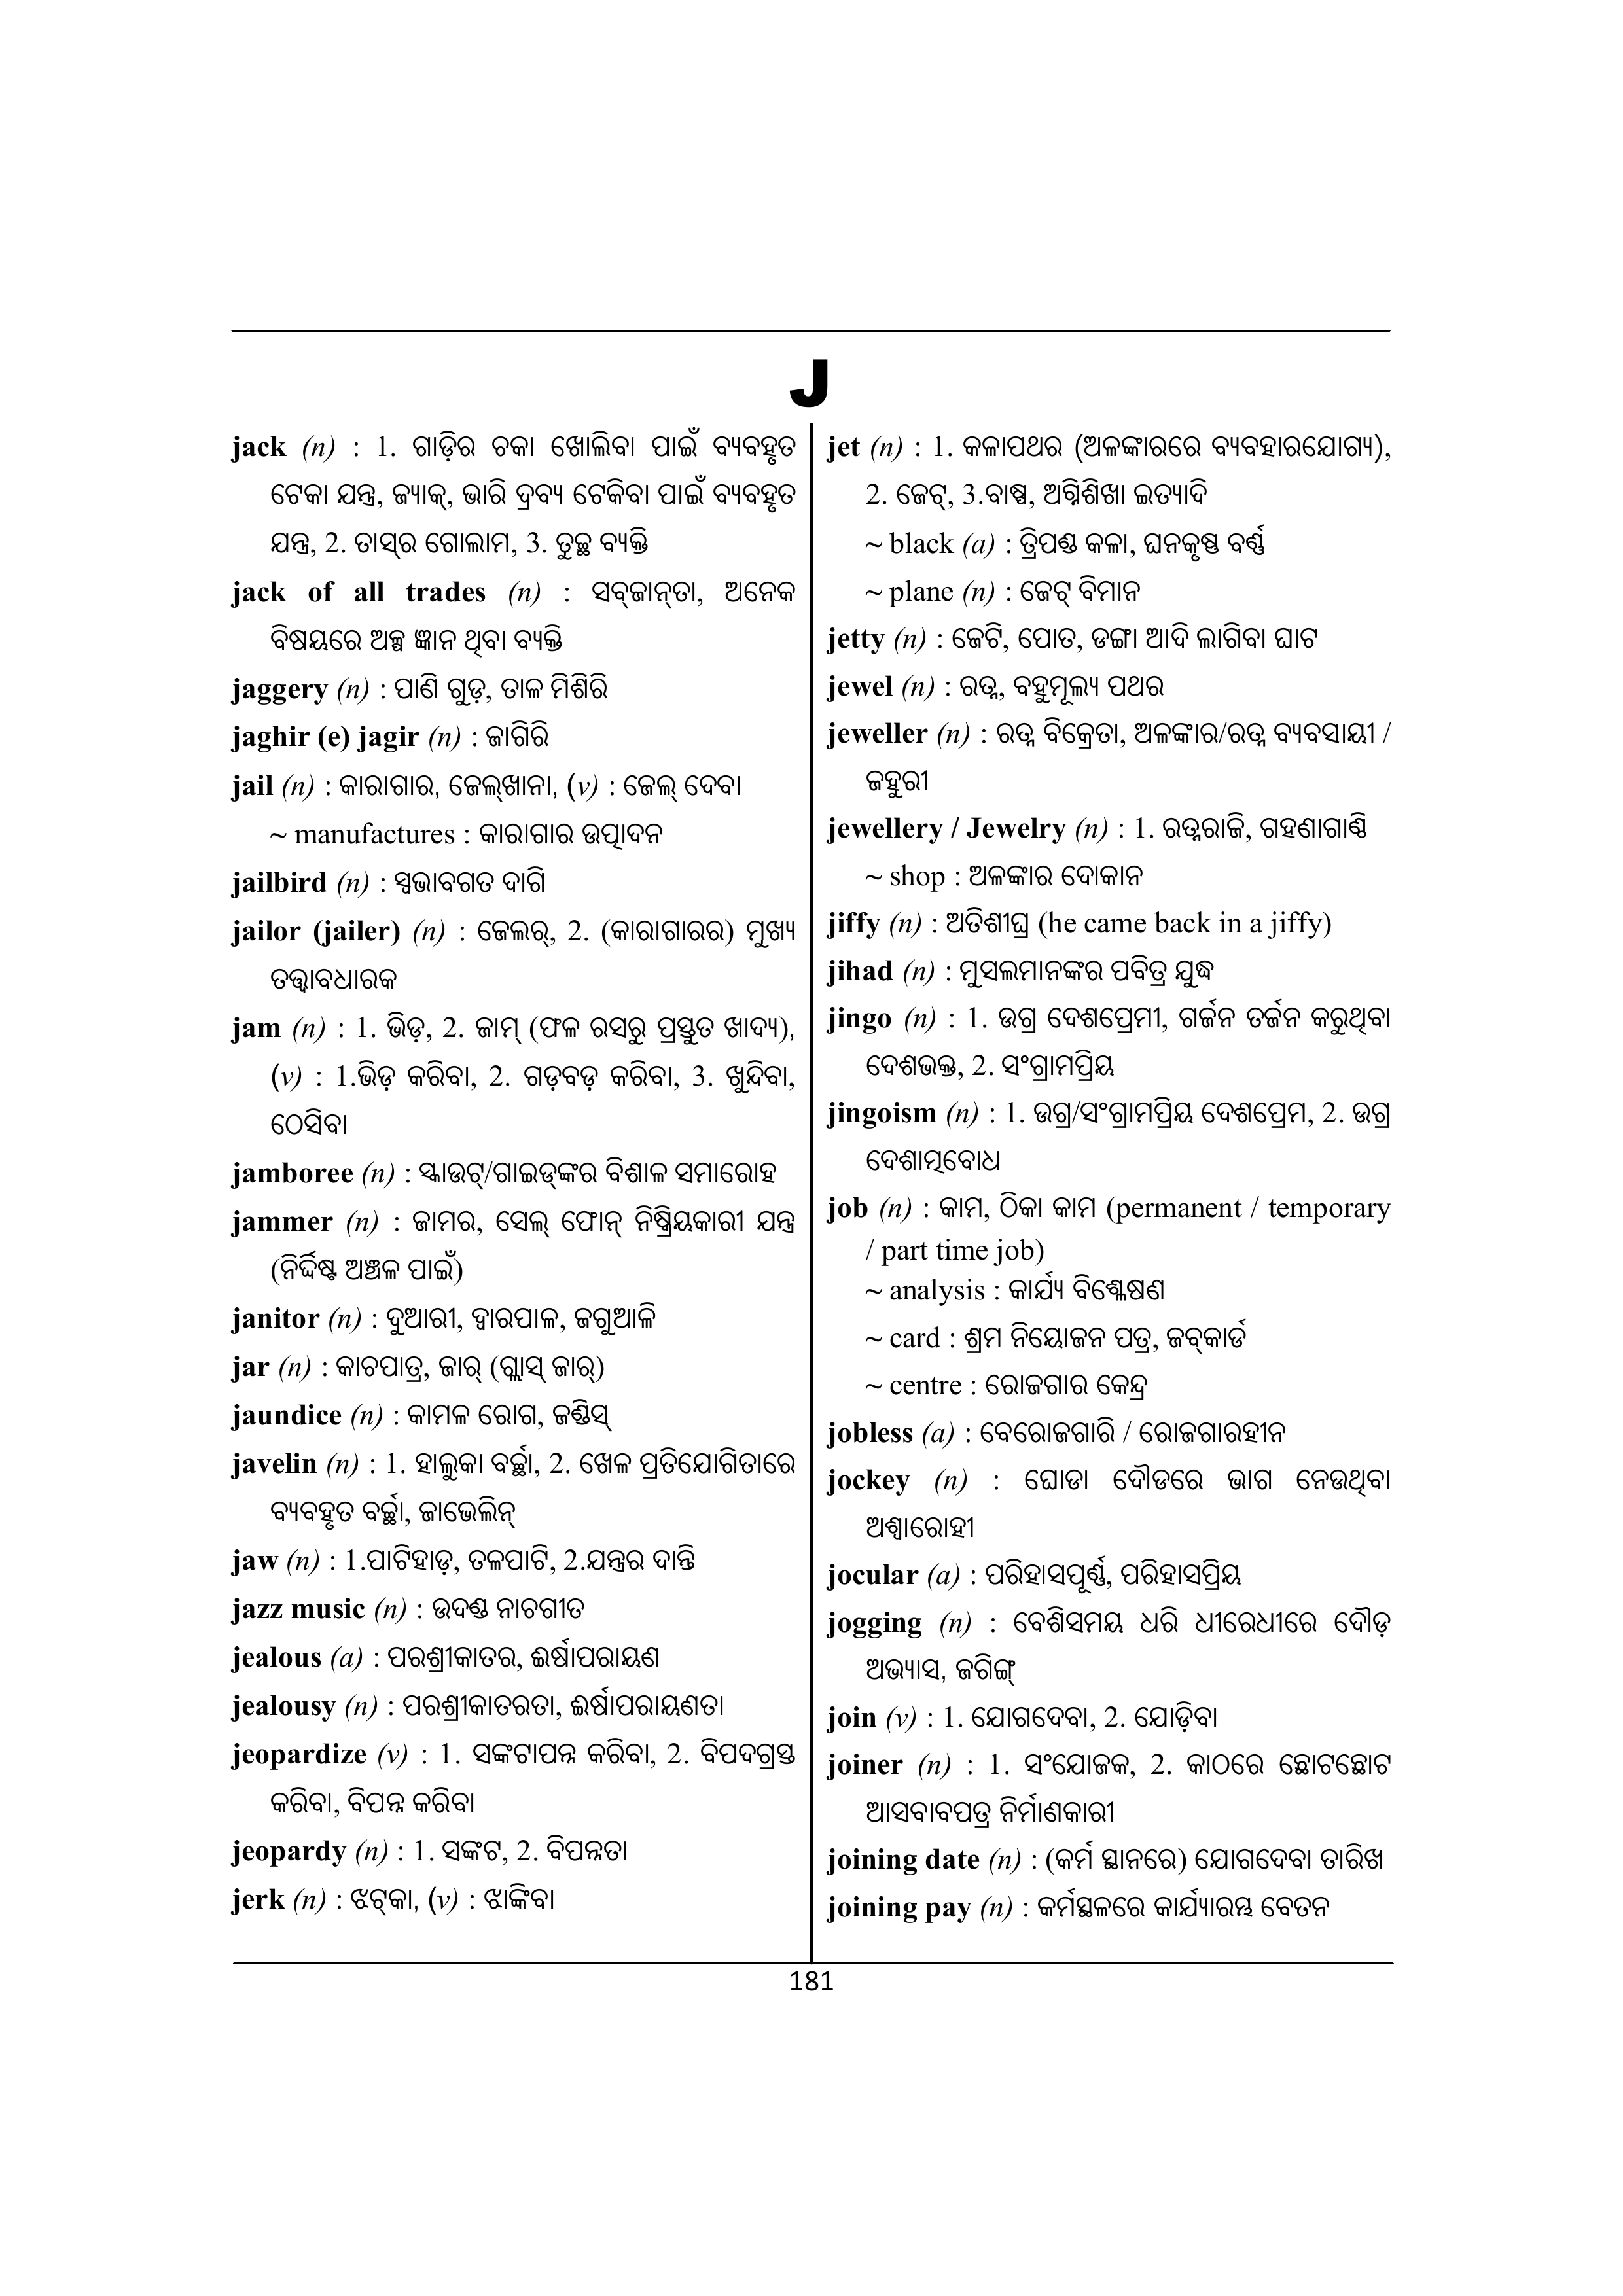 J
jack (n) : 1. ଗାଡ଼ିର ଚକା ଖୋଲିବା ପାଇଁ ବ୍ୟବହୃତ
ଟେକା ଯନ୍ତ୍ର, ଜ୍ୟାକ୍, ଭାରି ଦ୍ରବ୍ୟ ଟେକିବା ପାଇଁ ବ୍ୟବହୃତ
ଯନ୍ତ୍ର, 2. ତାସ୍‌ର ଗୋଲାମ, 3. ତୁଚ୍ଛ ବ୍ୟକ୍ତି
jack of all trades (n) : ସବ୍‌ଜାନ୍‌ତା, ଅନେକ
ବିଷୟରେ ଅଳ୍ପ ଜ୍ଞାନ ଥିବା ବ୍ୟକ୍ତି
jaggery (n) : ପାଣି ଗୁଡ଼, ତାଳ ମିଶିରି
jaghir (e) jagir (n) : ଜାଗିରି
jail (n) : କାରାଗାର, ଜେଲ୍‌ଖାନା, (v) : ଜେଲ୍ ଦେବା
~ manufactures : କାରାଗାର ଉତ୍ପାଦନ
jailbird (n) : ସ୍ୱଭାବଗତ ଦାଗି
jailor (jailer) (n) : ଜେଲର୍, 2. (କାରାଗାରର) ମୁଖ୍ୟ
ତତ୍ତ୍ୱାବଧାରକ
jam (n) : 1. ଭିଡ଼, 2. ଜାମ୍ (ଫଳ ରସରୁ ପ୍ରସ୍ତୁତ ଖାଦ୍ୟ),
(v) : 1.ଭିଡ଼ କରିବା, 2. ଗଡ଼ବଡ଼ କରିବା, 3. ଖୁନ୍ଦିବା,
ଠେସିବା
jamboree (n) : ସ୍କାଉଟ୍/ଗାଇଡ୍‌ଙ୍କର ବିଶାଳ ସମାରୋହ
jammer (n) : ଜାମର, ସେଲ୍ ଫୋନ୍ ନିଷ୍କ୍ରିୟକାରୀ ଯନ୍ତ୍ର
(ନିର୍ଦ୍ଦିଷ୍ଟ ଅଞ୍ଚଳ ପାଇଁ)
janitor (n) : ଦୁଆରୀ, ଦ୍ୱାରପାଳ, ଜଗୁଆଳି
jar (n) : କାଚପାତ୍ର, ଜାର୍ (ଗ୍ଲାସ୍ ଜାର୍)
jaundice (n) : କାମଳ ରୋଗ, ଜଣ୍ଡିସ୍
javelin (n) : 1. ହାଲୁକା ବର୍ଚ୍ଛା, 2. ଖେଳ ପ୍ରତିଯୋଗିତାରେ
ବ୍ୟବହୃତ ବର୍ଚ୍ଛା, ଜାଭେଲିନ୍
jaw (n) : 1.ପାଟିହାଡ଼, ତଳପାଟି, 2.ଯନ୍ତ୍ରର ଦାନ୍ତି
jazz music (n) : ଉଦଣ୍ଡ ନାଚଗୀତ
jealous (a) : ପରଶ୍ରୀକାତର, ଈର୍ଷାପରାୟଣ
jealousy (n) : ପରଶ୍ରୀକାତରତା, ଈର୍ଷାପରାୟଣତା
jeopardize (v) : 1. ସଙ୍କଟାପନ୍ନ କରିବା, 2. ବିପଦଗ୍ରସ୍ତ
କରିବା, ବିପନ୍ନ କରିବା
jeopardy (n) : 1. ସଙ୍କଟ, 2. ବିପନ୍ନତା
jerk (n) : ଝଟ୍‌କା, (v) : ଝାଙ୍କିବା
jet (n) : 1. କଳାପଥର (ଅଳଙ୍କାରରେ ବ୍ୟବହାରଯୋଗ୍ୟ),
2. ଜେଟ୍, 3.ବାଷ୍ପ, ଅଗ୍ନିଶିଖା ଇତ୍ୟାଦି
~ black (a) : ତ୍ରିପଣ୍ଡ କଳା, ଘନକୃଷ୍ଣ ବର୍ଣ୍ଣ
~ plane (n) : ଜେଟ୍ ବିମାନ
jetty (n) : ଜେଟି, ପୋତ, ଡଙ୍ଗା ଆଦି ଲାଗିବା ଘାଟ
jewel (n) : ରତ୍ନ, ବହୁମୂଲ୍ୟ ପଥର
jeweller (n) : ରତ୍ନ ବିକ୍ରେତା, ଅଳଙ୍କାର/ରତ୍ନ ବ୍ୟବସାୟୀ /
ଜହୁରୀ
jewellery / Jewelry (n) : 1. ରତ୍ନରାଜି, ଗହଣାଗାଣ୍ଠି
~ shop : ଅଳଙ୍କାର ଦୋକାନ
jiffy (n) : ଅତିଶୀଘ୍ର (he came back in a jiffy)
jihad (n) : ମୁସଲମାନଙ୍କର ପବିତ୍ର ଯୁଦ୍ଧ
jingo (n) : 1. ଉଗ୍ର ଦେଶପ୍ରେମୀ, ଗର୍ଜନ ତର୍ଜନ କରୁଥିବା
ଦେଶଭକ୍ତ, 2. ସଂଗ୍ରାମପ୍ରିୟ
jingoism (n) : 1. ଉଗ୍ର/ସଂଗ୍ରାମପ୍ରିୟ ଦେଶପ୍ରେମ, 2. ଉଗ୍ର
ଦେଶାତ୍ମବୋଧ
job (n) : କାମ, ଠିକା କାମ (permanent / temporary
/ part time job)
~ analysis : କାର୍ଯ୍ୟ ବିଶ୍ଳେଷଣ
~ card : ଶ୍ରମ ନିୟୋଜନ ପତ୍ର, ଜବ୍‌କାର୍ଡ
~ centre : ରୋଜଗାର କେନ୍ଦ୍ର
jobless (a) : ବେରୋଜଗାରି / ରୋଜଗାରହୀନ
jockey (n) : ଘୋଡା ଦୌଡରେ ଭାଗ ନେଉଥିବା
ଅଶ୍ୱାରୋହୀ
jocular (a) : ପରିହାସପୂର୍ଣ୍ଣ, ପରିହାସପ୍ରିୟ
jogging (n) : ବେଶିସମୟ ଧରି ଧୀରେଧୀରେ ଦୌଡ଼
ଅଭ୍ୟାସ, ଜଗିଙ୍ଗ୍
join (v) : 1. ଯୋଗଦେବା, 2. ଯୋଡ଼ିବା
joiner (n) : 1. ସଂଯୋଜକ, 2. କାଠରେ ଛୋଟଛୋଟ
ଆସବାବପତ୍ର ନିର୍ମାଣକାରୀ
joining date (n) : (କର୍ମ ସ୍ଥାନରେ) ଯୋଗଦେବା ତାରିଖ
joining pay (n) : କର୍ମସ୍ଥଳରେ କାର୍ଯ୍ୟାରମ୍ଭ ବେତନ
181